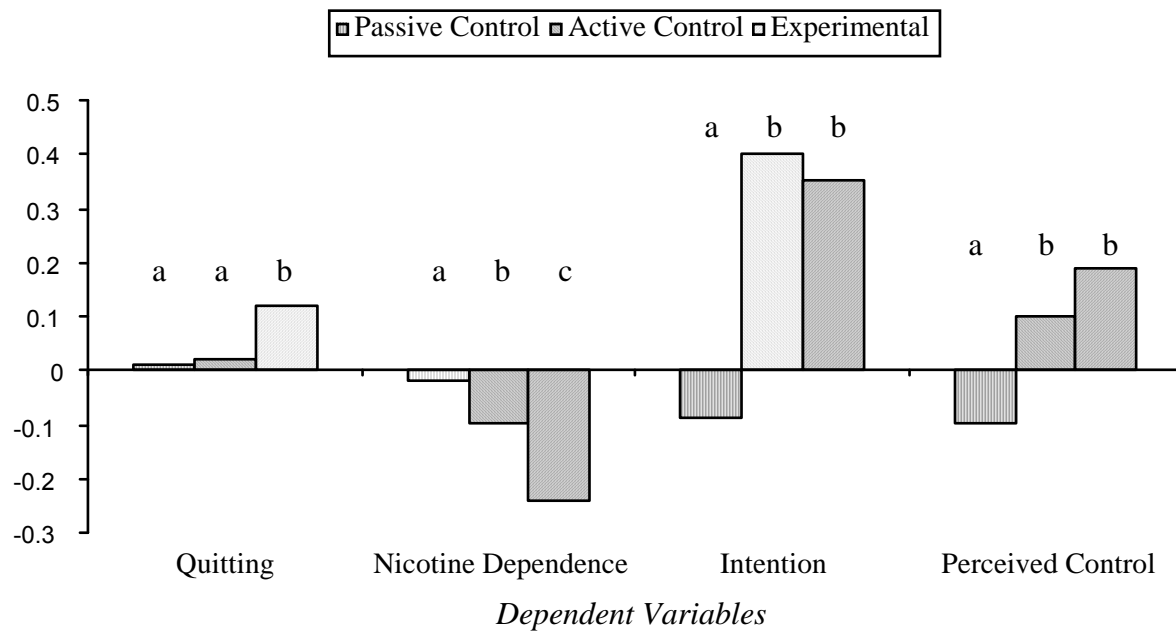 Passive Control Active Control Experimental
0.5
0.4
0.3
0.2
0.1
0
-0.1
-0.2
-0.3
a a b
a b c
a b b
a b b
Quitting Nicotine Dependence Intention Perceived Control
Dependent Variables